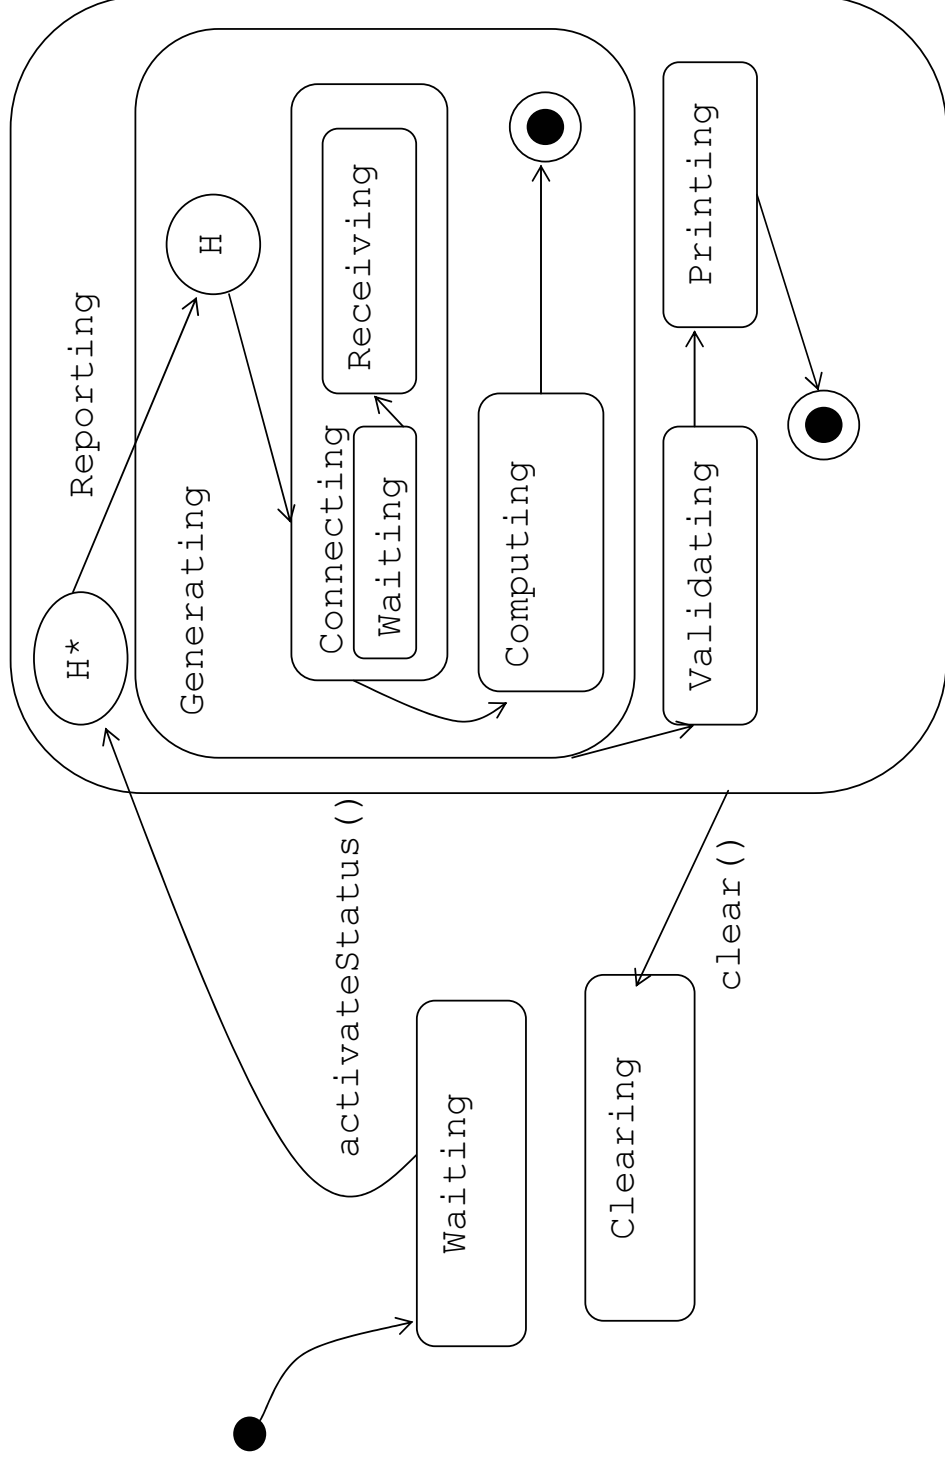 Reporting
H*
H
Generating
Connecting
Waiting
Receiving
Computing
Validating
Printing
activateStatus()
Waiting
clear()
Clearing